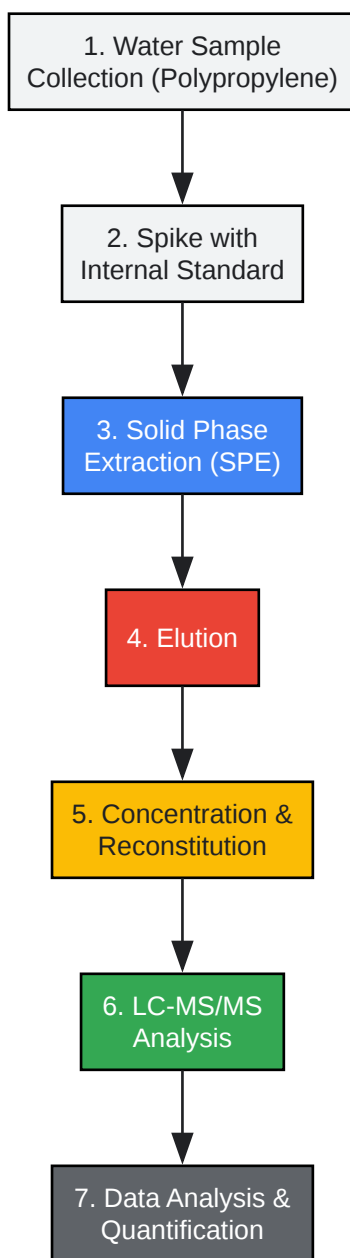 1. Water Sample
Collection (Polypropylene)
2. Spike with
Internal Standard
3. Solid Phase
Extraction (SPE)
4. Elution
5. Concentration &
Reconstitution
6. LC-MS/MS
Analysis
7. Data Analysis &
Quantification